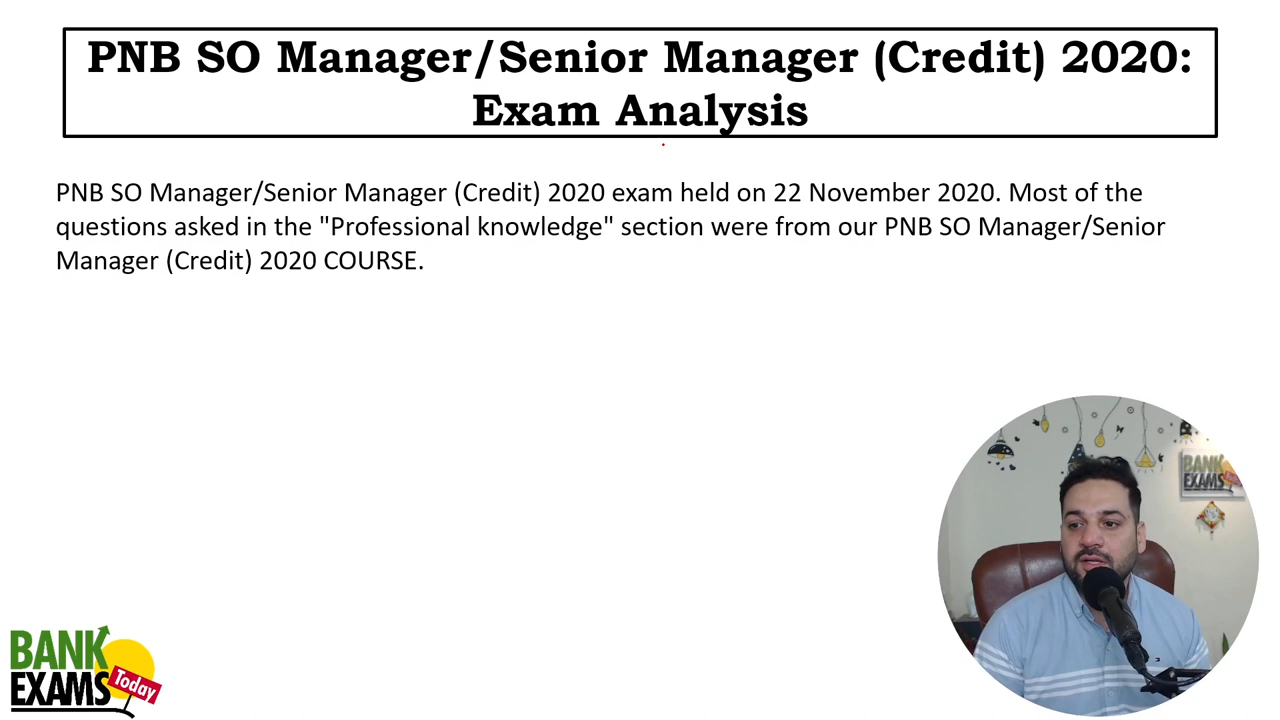 PNB SO Manager/Senior Manager (Credit) 2020:
Exam Analysis
PNB SO Manager/Senior Manager (Credit) 2020 exam held on 22 November 2020. Most of the
questions asked in the "Professional knowledge" section were from our PNB SO Manager/Senior
Manager (Credit) 2020 COURSE.
BANK
EXAMS
BANK
EXAMS
Today